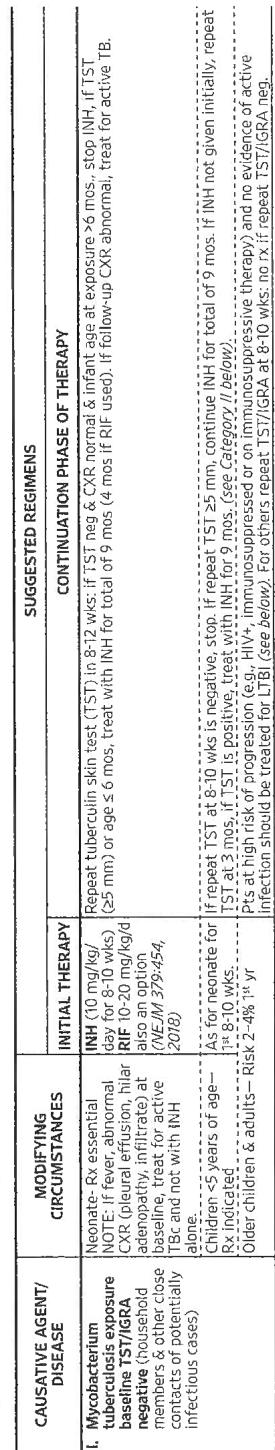 CAUSATIVE AGENT/
DISEASE
MODIFYING
CIRCUMSTANCES
SUGGESTED REGIMENS
INITIAL THERAPY
CONTINUATION PHASE OF THERAPY
I. Mycobacterium
tuberculosis exposure
baseline TST/IGRA
negative (household
members & other close
contacts of potentially
infectious cases)
Neonate- Rx essential
NOTE: If fever, abnormal
CXR (pleural effusion, hilar
adenopathy, infiltrate) at
baseline, treat for active
TBc and not with INH
alone.
INH (10 mg/kg/
day for 8-10 wks)
RIF 10-20 mg/kg/d
also an option
(NEJM 379:454,
2018)
Repeat tuberculin skin test (TST) in 8-12 wks: if TST neg & CXR normal & infant age at exposure >6 mos., stop INH, if TST
(≥5 mm) or age ≤ 6 mos, treat with INH for total of 9 mos (4 mos if RIF used). If follow-up CXR abnormal, treat for active TB.
Children <5 years of age—
Rx indicated
As for neonate for
1st 8-10 wks.
If repeat TST at 8-10 wks is negative, stop. If repeat TST ≥5 mm, continue INH for total of 9 mos. If INH not given initially, repeat
TST at 3 mos, if TST is positive, treat with INH for 9 mos. (see Category II below).
Older children & adults— Risk 2-4% 1st yr
Pts at high risk of progression (e.g., HIV+, immunosuppressed or on immunosuppressive therapy) and no evidence of active
infection should be treated for LTBI (see below). For others repeat TST/IGRA at 8-10 wks: no rx if repeat TST/IGRA neg.